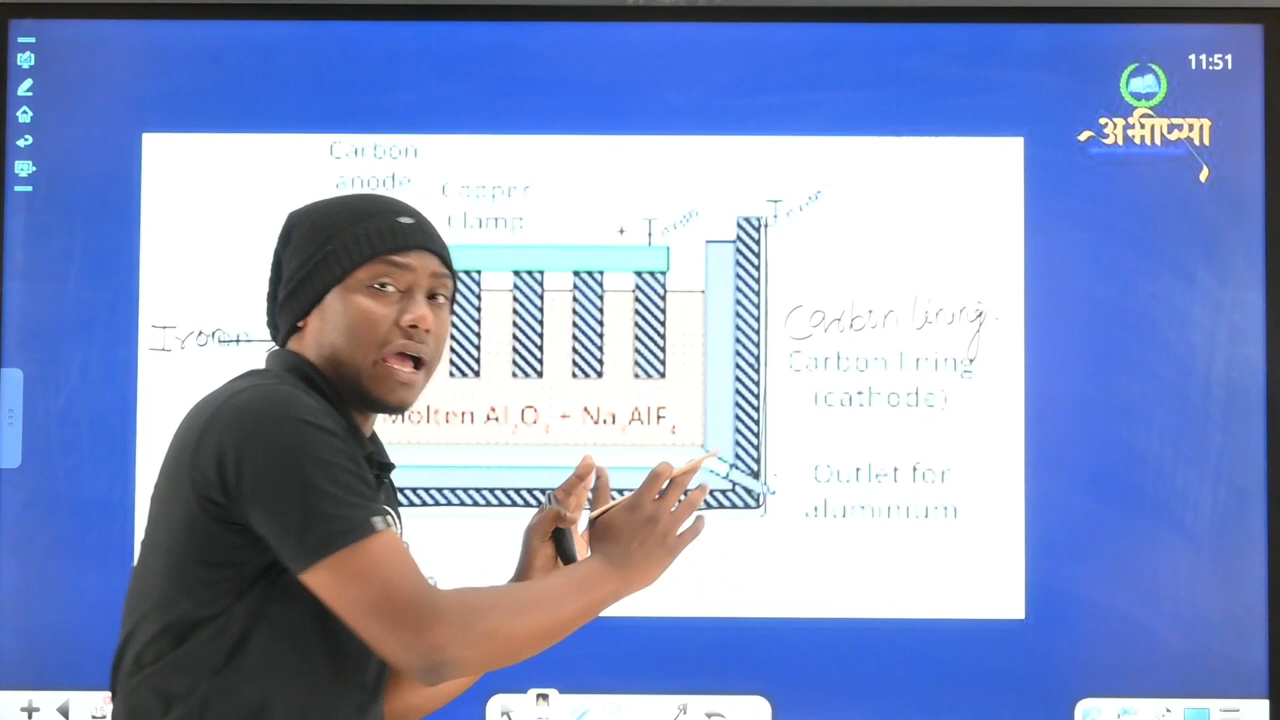 11:51
अभीप्सा
Carbon
anode
Copper
Clamp
+
Iron
Carbon lining
Carbon lining
(cathode)
Molten Al₂O₃ + Na₃AlF₆
Outlet for
aluminium